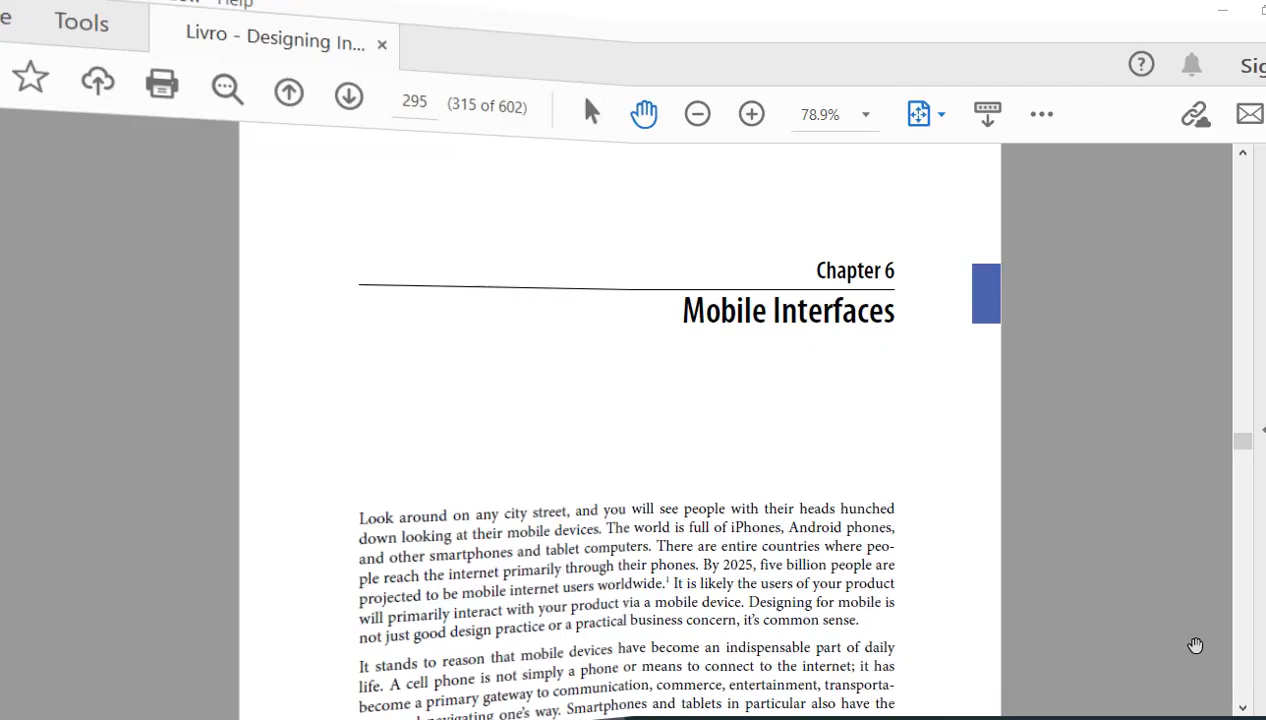 Help
e Tools Livro - Designing In... ×
Sig
295 (315 of 602) 78.9%
Chapter 6
Mobile Interfaces
Look around on any city street, and you will see people with their heads hunched
down looking at their mobile devices. The world is full of iPhones, Android phones,
and other smartphones and tablet computers. There are entire countries where peo-
ple reach the internet primarily through their phones. By 2025, five billion people are
projected to be mobile internet users worldwide.¹ It is likely the users of your product
will primarily interact with your product via a mobile device. Designing for mobile is
not just good design practice or a practical business concern, it's common sense.
It stands to reason that mobile devices have become an indispensable part of daily
life. A cell phone is not simply a phone or means to connect to the internet; it has
become a primary gateway to communication, commerce, entertainment, transporta-
navigating one's way. Smartphones and tablets in particular also have the